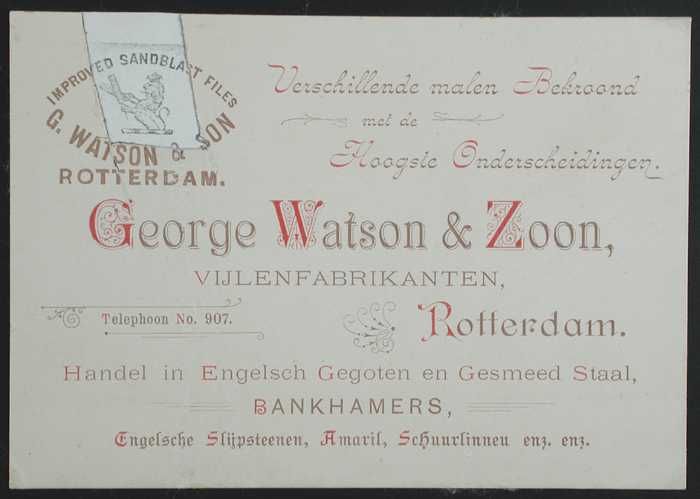 IMPROVED SANDBLAST FILES
G. WATSON & SON
ROTTERDAM.
Verschillende malen Bekroond
met de
Hoogste Onderscheidingen.
George Watson & Zoon,
VIJLENFABRIKANTEN,
Telephoon No. 907.
Rotterdam.
Handel in Engelsch Gegoten en Gesmeed Staal,
BANKHAMERS,
Engelsche Slijpsteenen, Amaril, Schuurlinneu enz. enz.